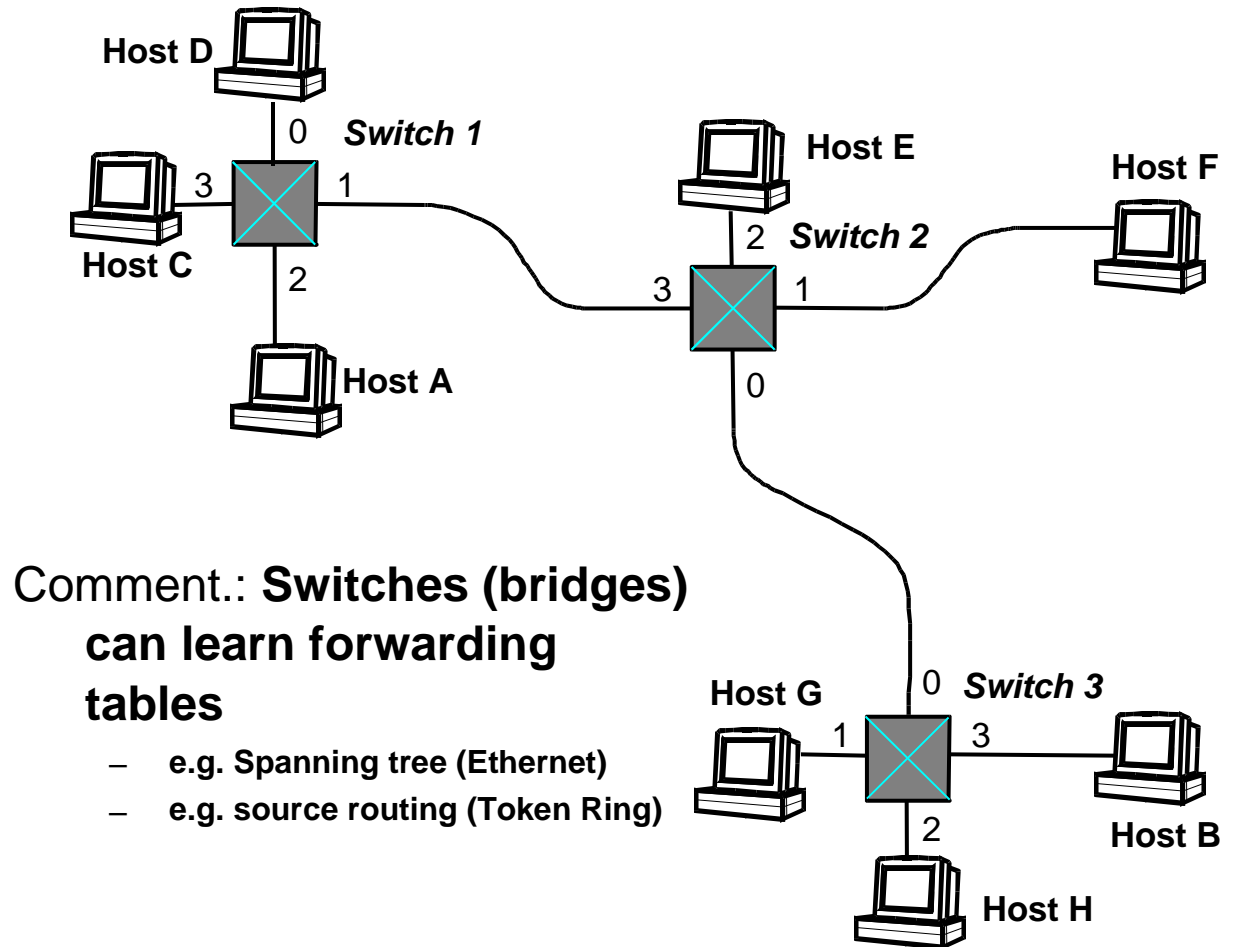 Host D
0 Switch 1
Host E
Host F
3 1
Host C
2
2 Switch 2
3 1
Host A
0
Comment.: Switches (bridges)
can learn forwarding
tables
– e.g. Spanning tree (Ethernet)
– e.g. source routing (Token Ring)
Host G
0 Switch 3
1 3
2
Host B
Host H